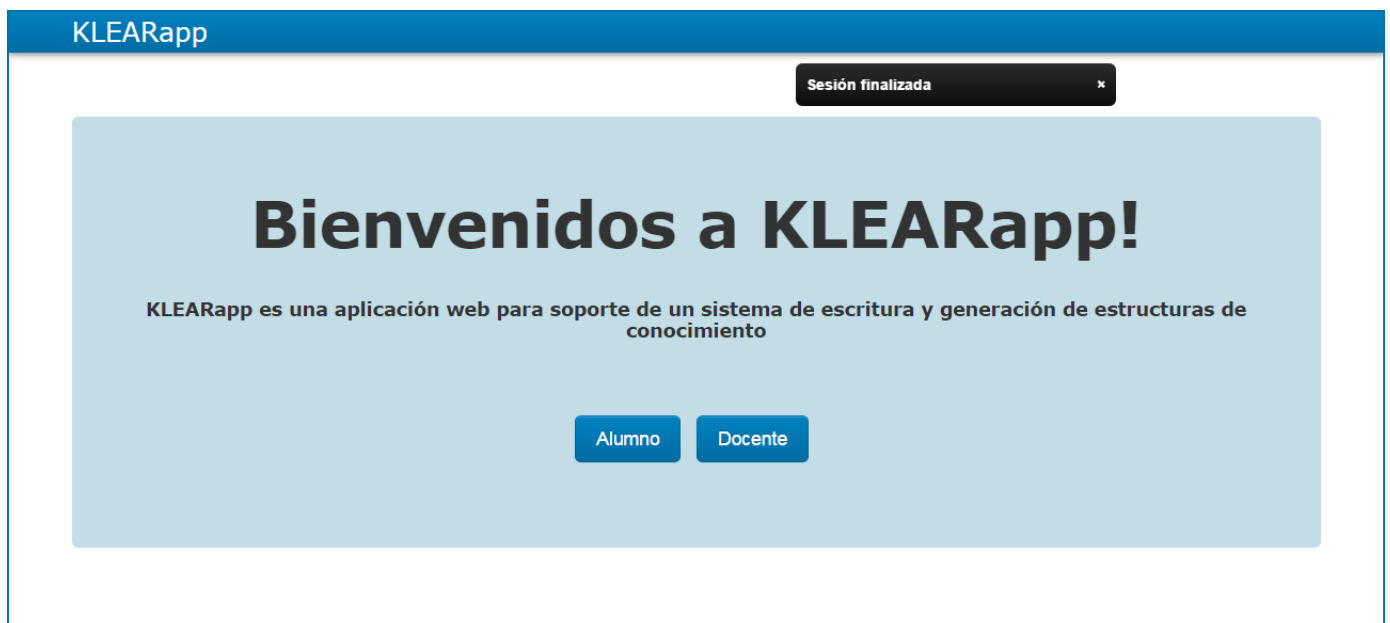 KLEARapp
Sesión finalizada ×
Bienvenidos a KLEARapp!
KLEARapp es una aplicación web para soporte de un sistema de escritura y generación de estructuras de
conocimiento
Alumno Docente